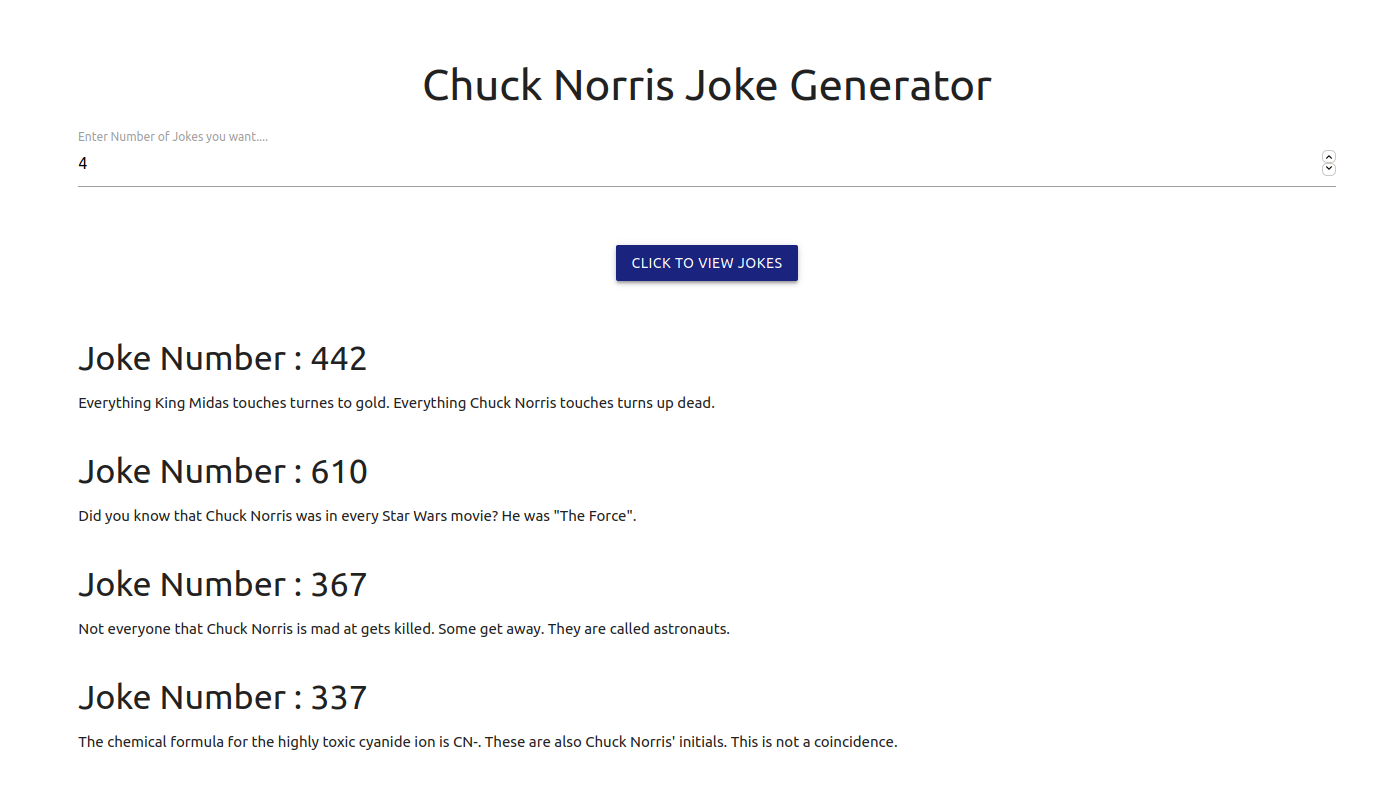 Chuck Norris Joke Generator
Enter Number of Jokes you want....
4
CLICK TO VIEW JOKES
Joke Number : 442
Everything King Midas touches turnes to gold. Everything Chuck Norris touches turns up dead.
Joke Number : 610
Did you know that Chuck Norris was in every Star Wars movie? He was "The Force".
Joke Number : 367
Not everyone that Chuck Norris is mad at gets killed. Some get away. They are called astronauts.
Joke Number : 337
The chemical formula for the highly toxic cyanide ion is CN-. These are also Chuck Norris' initials. This is not a coincidence.